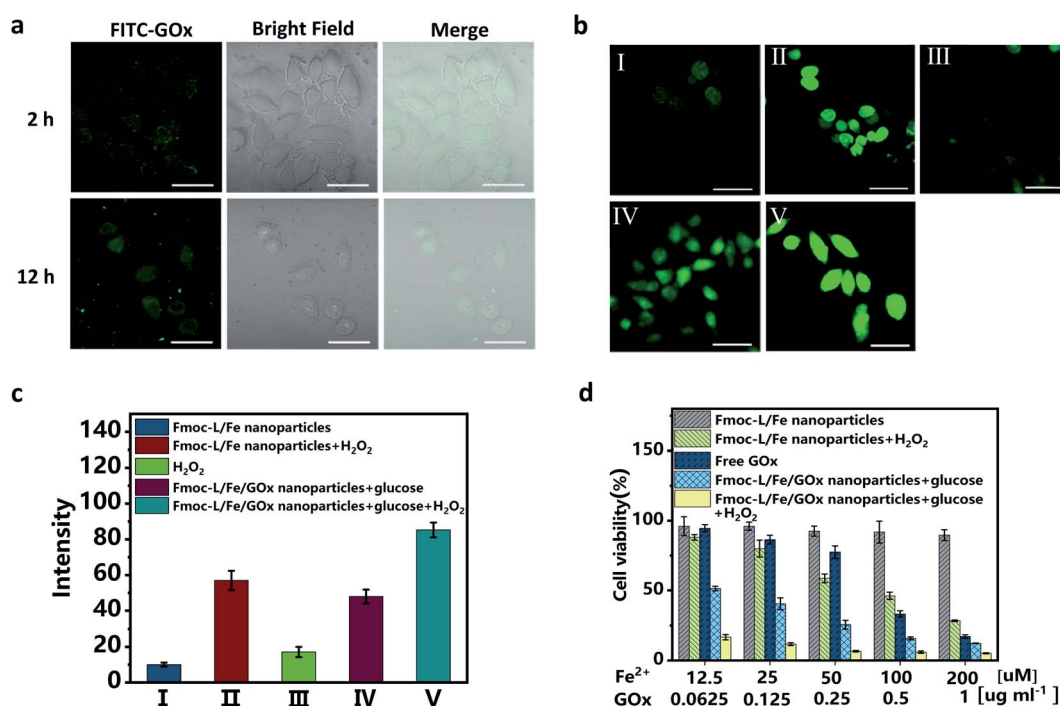 a
FITC-GOx Bright Field Merge
2 h
12 h
b
I II III
IV V
c
Intensity
140
120
100
80
60
40
20
0
Fmoc-L/Fe nanoparticles
Fmoc-L/Fe nanoparticles+H₂O₂
H₂O₂
Fmoc-L/Fe/GOx nanoparticles+glucose
Fmoc-L/Fe/GOx nanoparticles+glucose+H₂O₂
I II III IV V
d
Cell viability(%)
150
100
50
0
Fmoc-L/Fe nanoparticles
Fmoc-L/Fe nanoparticles+H₂O₂
Free GOx
Fmoc-L/Fe/GOx nanoparticles+glucose
Fmoc-L/Fe/GOx nanoparticles+glucose
+H₂O₂
Fe²⁺ 12.5 25 50 100 200 [uM]
GOx 0.0625 0.125 0.25 0.5 1 [ug ml⁻¹]